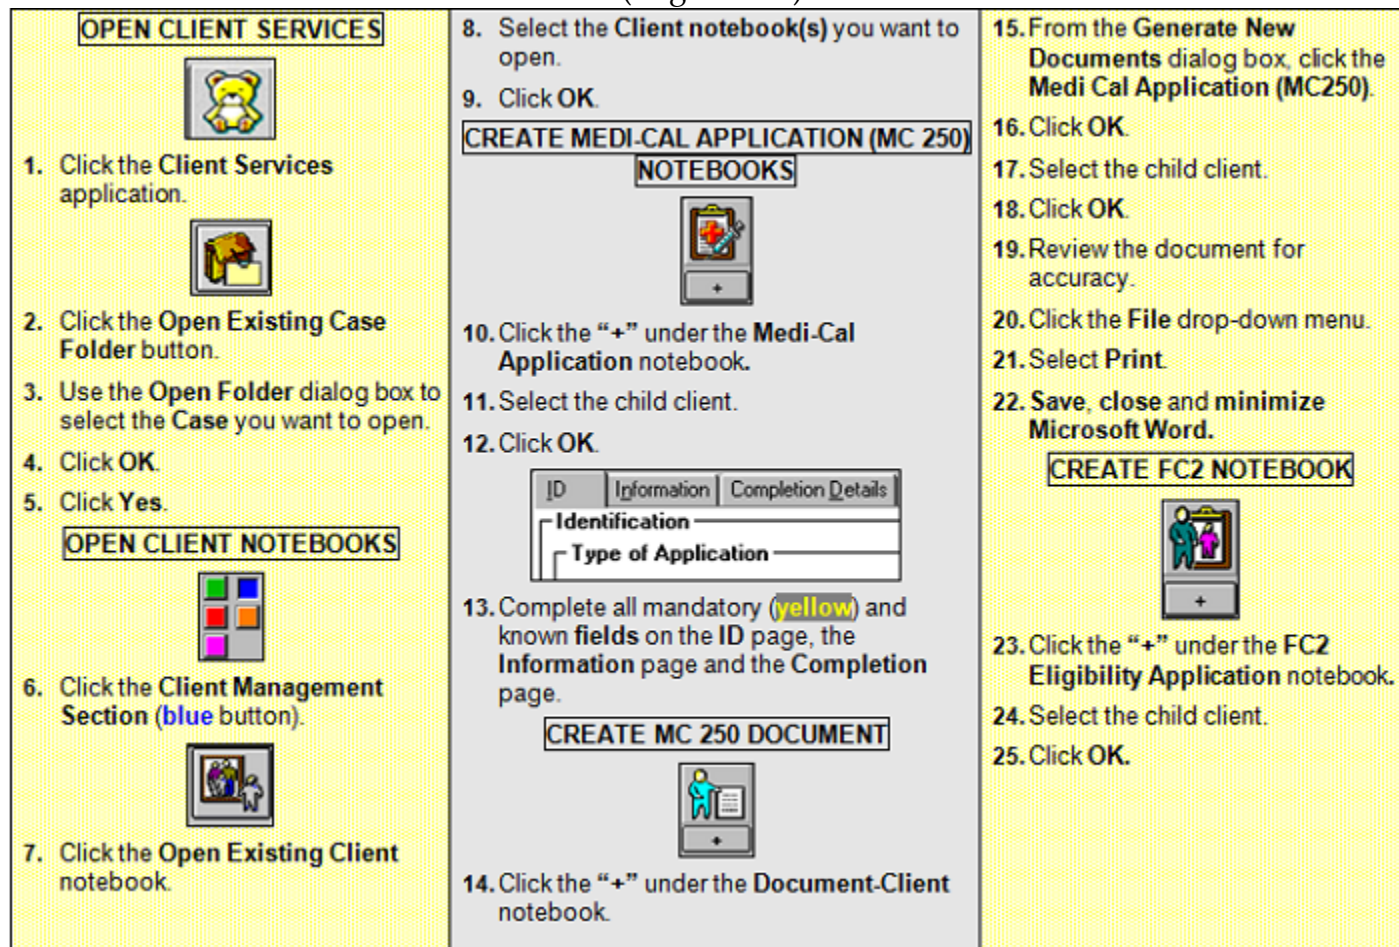 OPEN CLIENT SERVICES
1. Click the Client Services
application.
2. Click the Open Existing Case
Folder button.
3. Use the Open Folder dialog box to
select the Case you want to open.
4. Click OK.
5. Click Yes.
OPEN CLIENT NOTEBOOKS
6. Click the Client Management
Section (blue button).
7. Click the Open Existing Client
notebook.
8. Select the Client notebook(s) you want to
open.
9. Click OK.
CREATE MEDI-CAL APPLICATION (MC 250)
NOTEBOOKS
+
10. Click the “+” under the Medi-Cal
Application notebook.
11. Select the child client.
12. Click OK.
ID Information Completion Details
Identification
Type of Application
13. Complete all mandatory (yellow) and
known fields on the ID page, the
Information page and the Completion
page.
CREATE MC 250 DOCUMENT
+
14. Click the “+” under the Document-Client
notebook.
15. From the Generate New
Documents dialog box, click the
Medi Cal Application (MC250).
16. Click OK.
17. Select the child client.
18. Click OK.
19. Review the document for
accuracy.
20. Click the File drop-down menu.
21. Select Print.
22. Save, close and minimize
Microsoft Word.
CREATE FC2 NOTEBOOK
+
23. Click the “+” under the FC2
Eligibility Application notebook.
24. Select the child client.
25. Click OK.